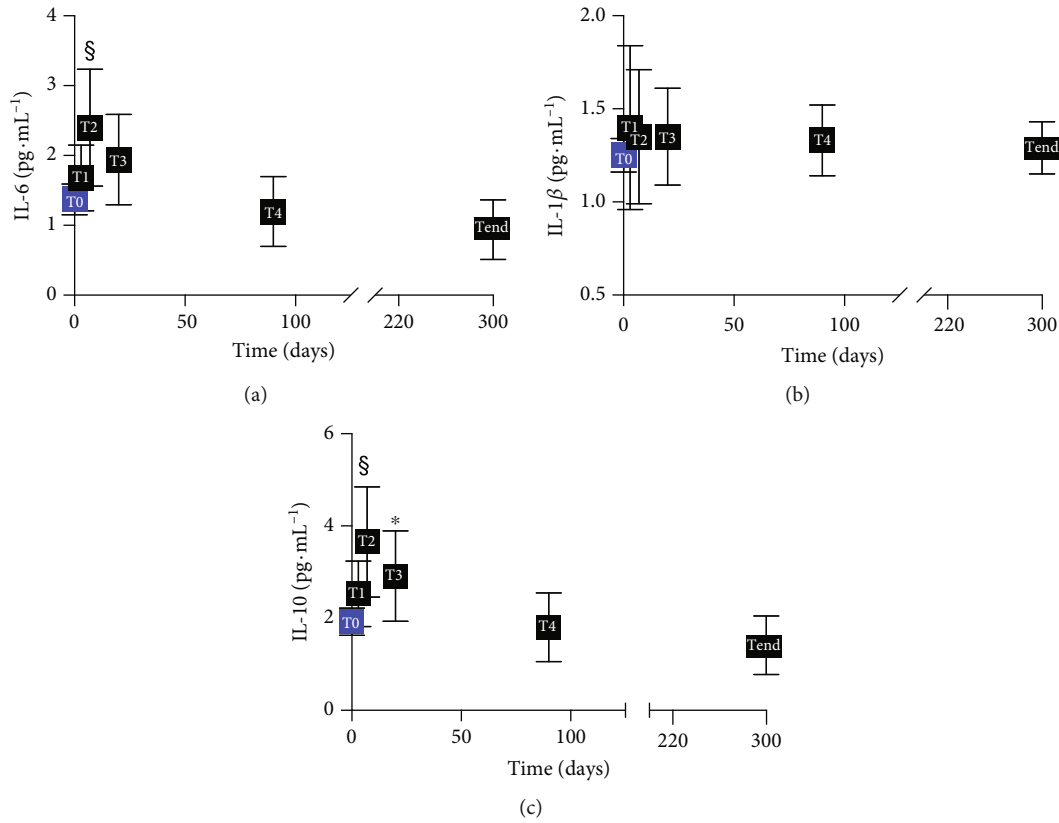 4
3
2
1
0
IL-6 (pg·mL⁻¹)
§
T0
T1
T2
T3
T4
Tend
0
50
100
220
300
Time (days)
(a)
2.0
1.5
1.0
0.5
IL-1β (pg·mL⁻¹)
T0
T1
T2
T3
T4
Tend
0
50
100
220
300
Time (days)
(b)
6
4
2
0
IL-10 (pg·mL⁻¹)
§
*
T0
T1
T2
T3
T4
Tend
0
50
100
220
300
Time (days)
(c)